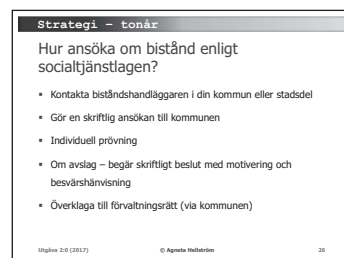 Strategi – tonår
Hur ansöka om bistånd enligt
socialtjänstlagen?
▪ Kontakta biståndshandläggaren i din kommun eller stadsdel
▪ Gör en skriftlig ansökan till kommunen
▪ Individuell prövning
▪ Om avslag – begär skriftligt beslut med motivering och
besvärshänvisning
▪ Överklaga till förvaltningsrätt (via kommunen)
Utgåva 2:0 (2017) © Agneta Hellström 26